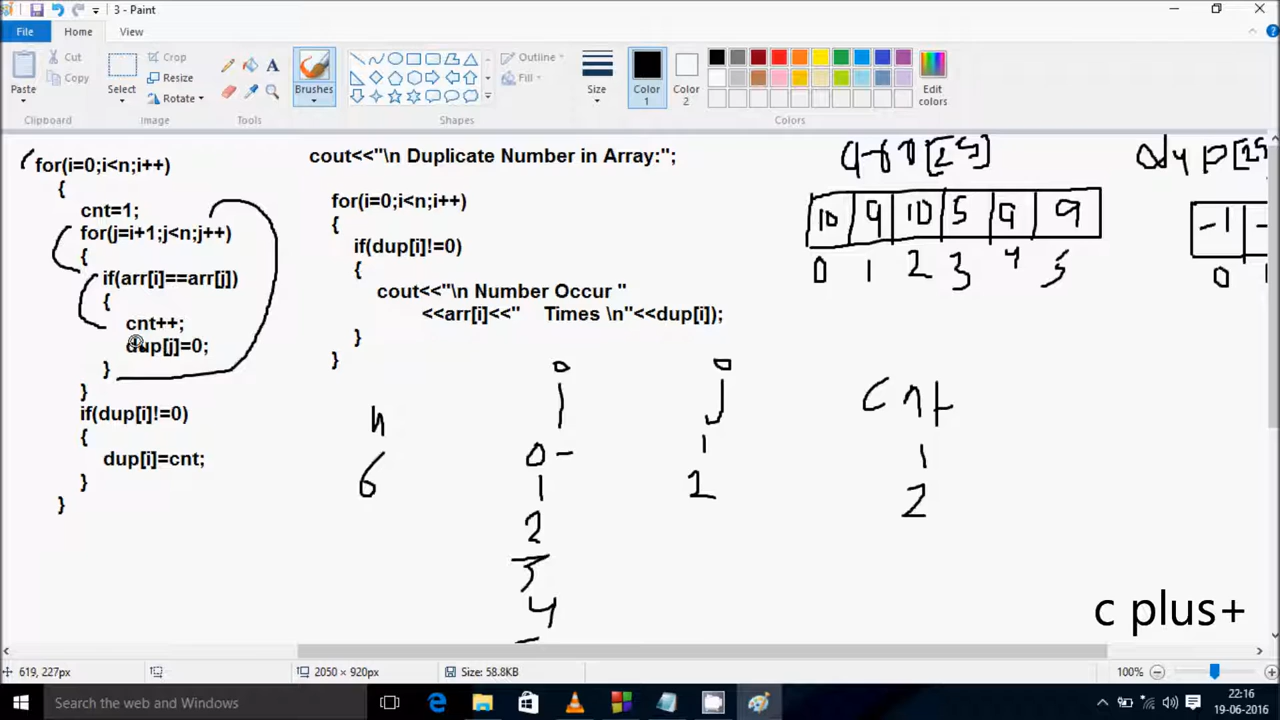 3 - Paint
File Home View
Cut
Copy
Paste
Clipboard
Select
Crop
Resize
Rotate
Image
Tools
Brushes
Outline
Fill
Shapes
Size
Color 1
Color 2
Edit colors
Colors
for(i=0;i<n;i++)
{
cnt=1;
for(j=i+1;j<n;j++)
{
if(arr[i]==arr[j])
{
cnt++;
dup[j]=0;
}
}
if(dup[i]!=0)
{
dup[i]=cnt;
}
}
cout<<"\n Duplicate Number in Array:";
for(i=0;i<n;i++)
{
if(dup[i]!=0)
{
cout<<"\n Number Occur "
<<arr[i]<<" Times \n"<<dup[i]);
}
}
10 9 10 5 9 9
0 1 2 3 4 5
-1
0
n
6
i
0 -
1
2
3
4
j
1
2
cnt
1
2
c plus+
619, 227px
2050 × 920px
Size: 58.8KB
100%
Search the web and Windows
22:16
19-06-2016